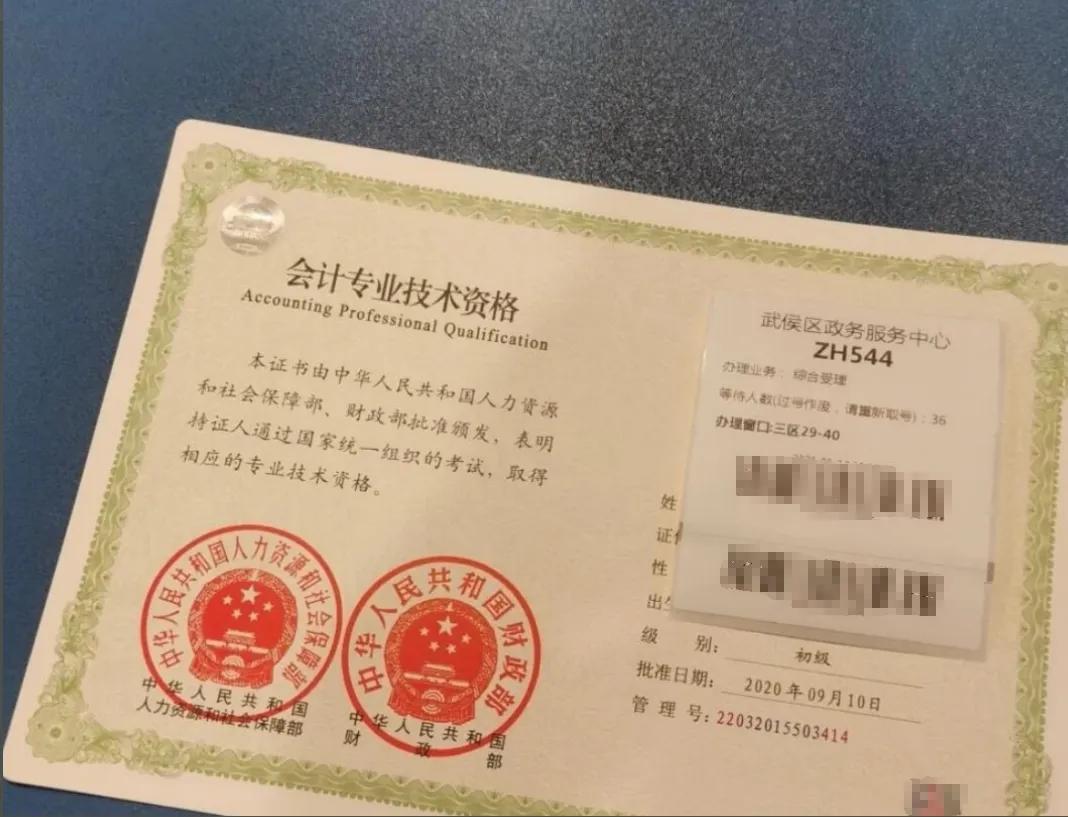 会计专业技术资格
Accounting Professional Qualification
本证书由中华人民共和国人力资源
和社会保障部、财政部批准颁发，表明
持证人通过国家统一组织的考试，取得
相应的专业技术资格。
中华人民共和国人力资源和社会保障部
中华人民共和国
人力资源和社会保障部
中华人民共和国财政部
中华人民共和国
财政部
武侯区政务服务中心
ZH544
办理业务：综合受理
等待人数(过号作废，请重新取号)：36
办理窗口:三区29-40
姓
证
性
出
级 别：初级
批准日期：2020年09月10日
管 理 号：22032015503414